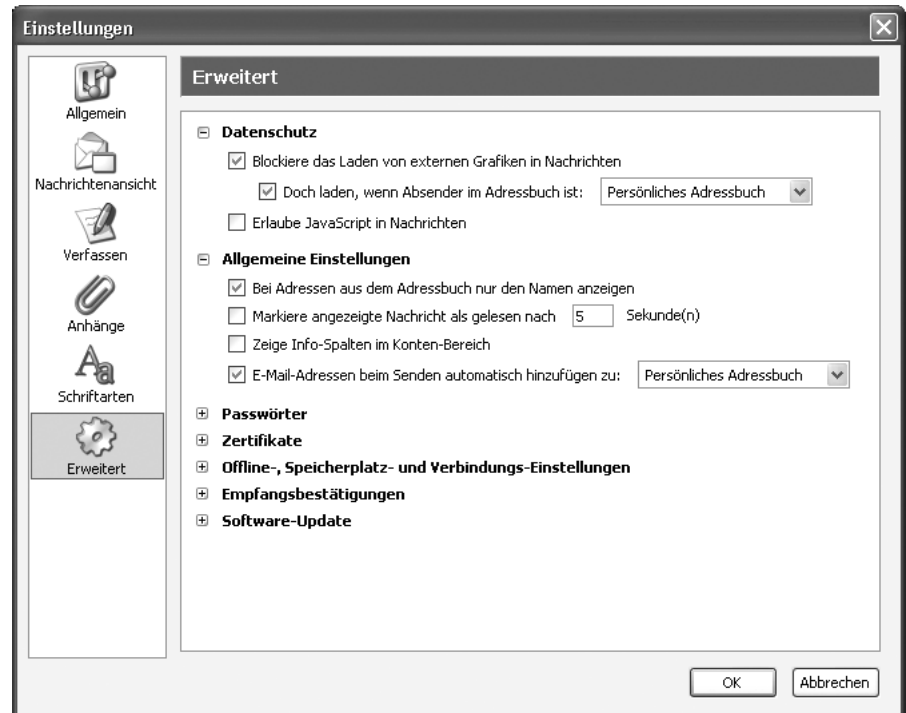 Einstellungen
Allgemein
Nachrichtenansicht
Verfassen
Anhänge
Schriftarten
Erweitert
Erweitert
Datenschutz
Blockiere das Laden von externen Grafiken in Nachrichten
Doch laden, wenn Absender im Adressbuch ist: Persönliches Adressbuch
Erlaube JavaScript in Nachrichten
Allgemeine Einstellungen
Bei Adressen aus dem Adressbuch nur den Namen anzeigen
Markiere angezeigte Nachricht als gelesen nach 5 Sekunde(n)
Zeige Info-Spalten im Konten-Bereich
E-Mail-Adressen beim Senden automatisch hinzufügen zu: Persönliches Adressbuch
Passwörter
Zertifikate
Offline-, Speicherplatz- und Verbindungs-Einstellungen
Empfangsbestätigungen
Software-Update
OK Abbrechen